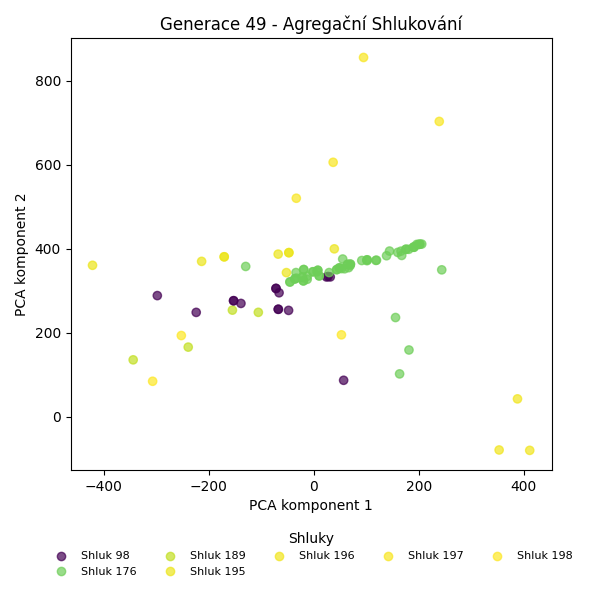 Generace 49 - Agregační Shlukování
800
600
400
200
0
PCA komponent 2
−400 −200 0 200 400
PCA komponent 1
Shluky
Shluk 98 Shluk 189 Shluk 196 Shluk 197 Shluk 198
Shluk 176 Shluk 195